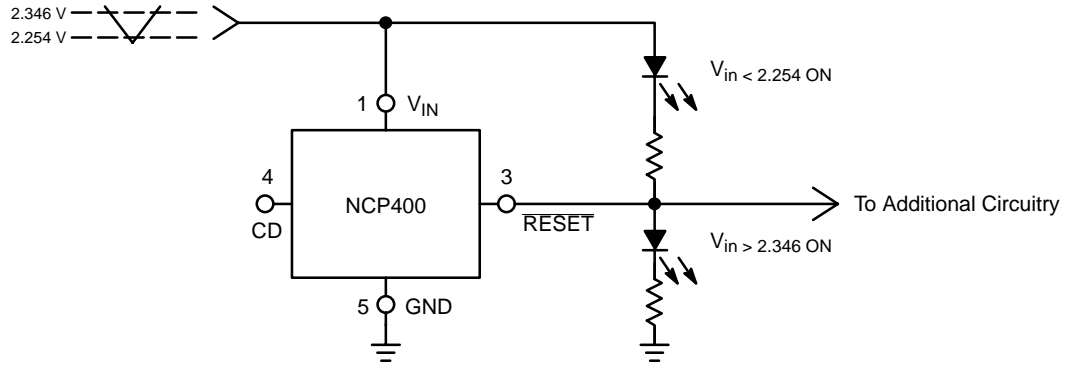 2.346 V
2.254 V
Vin < 2.254 ON
1 VIN
4
3
NCP400
CD
RESET
To Additional Circuitry
Vin > 2.346 ON
5 GND